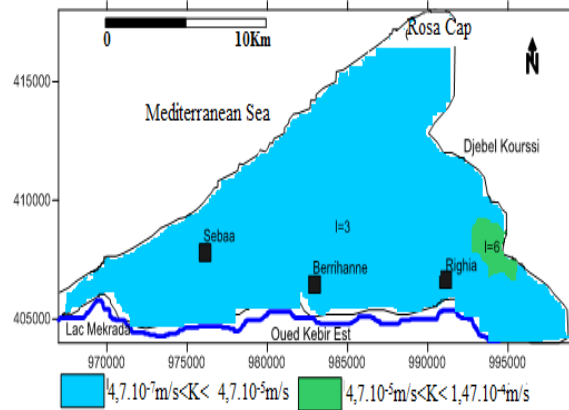 0 10Km
Rosa Cap
N
415000
Mediterranean Sea
Djebel Kourssi
410000
I=3
Sebaa
I=6
Berrihanne
Righia
405000
Lac Mekrada
Oued Kebir Est
970000 975000 980000 985000 990000 995000
4,7.10⁻⁷m/s<K< 4,7.10⁻⁵m/s
4,7.10⁻⁵m/s<K< 1,47.10⁻⁴m/s